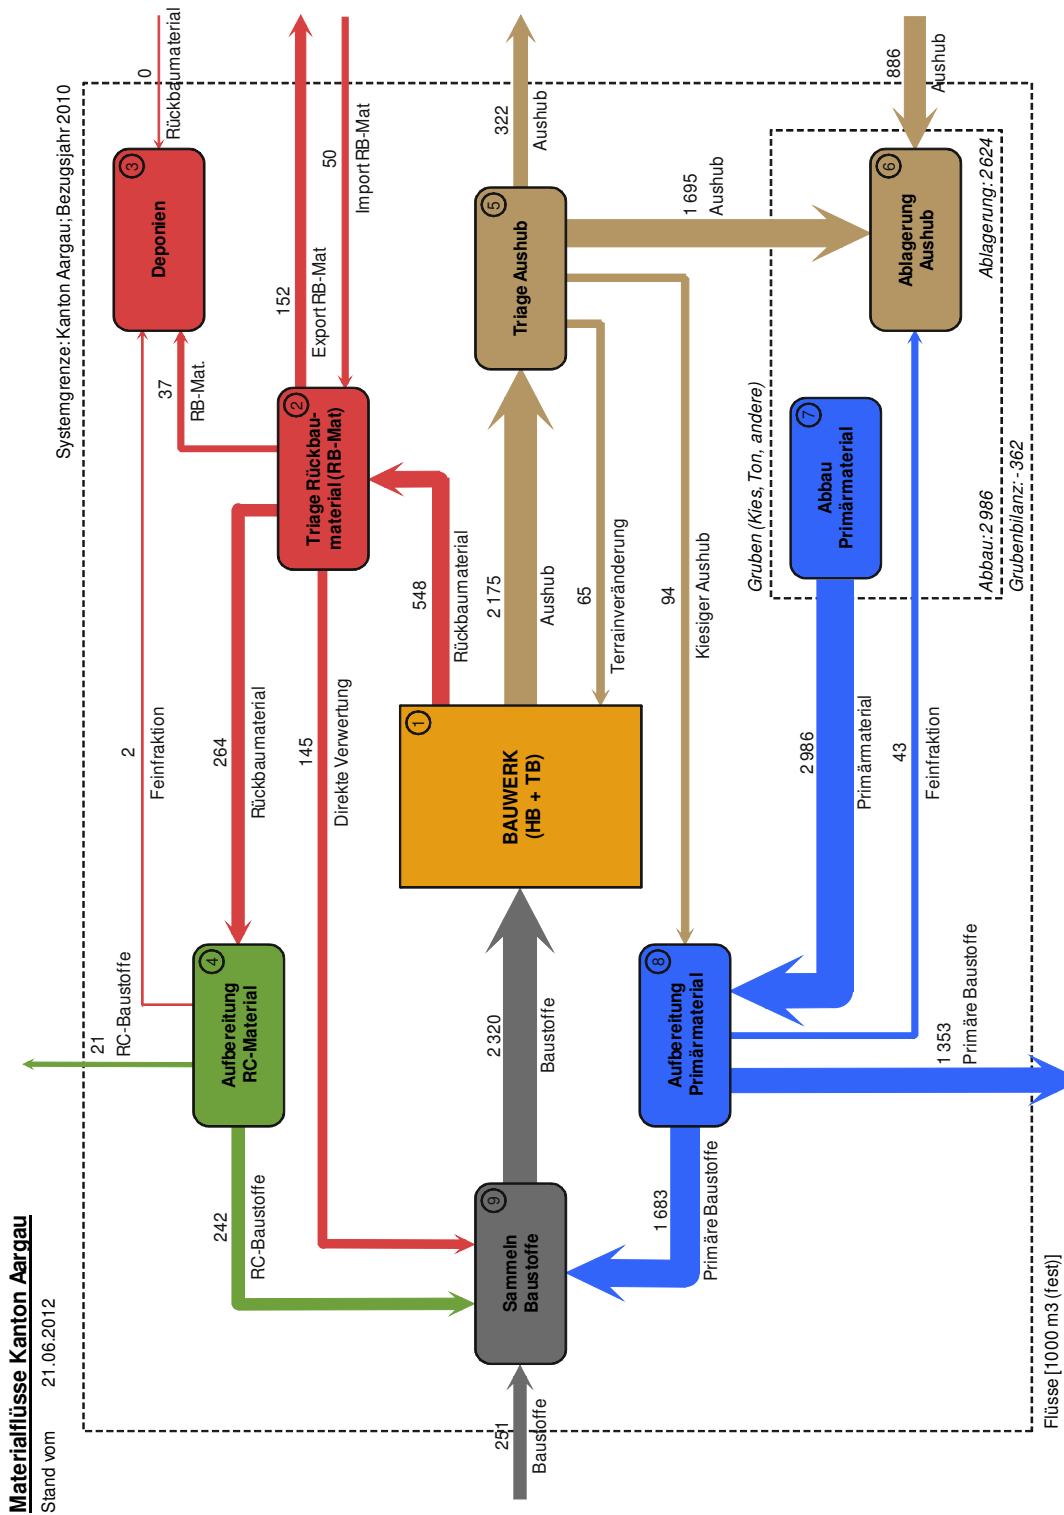 Materialflüsse Kanton Aargau
Stand vom 21.06.2012
Systemgrenze: Kanton Aargau; Bezugsjahr 2010
21
RC-Baustoffe
2
Feinfraktion
37
RB-Mat.
3
Deponien
0
Rückbaumaterial
242
RC-Baustoffe
4
Aufbereitung
RC-Material
264
Rückbaumaterial
145
Direkte Verwertung
2
Triage Rückbau-
material (RB-Mat)
152
Export RB-Mat
50
Import RB-Mat
548
Rückbaumaterial
251
Baustoffe
9
Sammeln
Baustoffe
2 320
Baustoffe
1
BAUWERK
(HB + TB)
2 175
Aushub
5
Triage Aushub
322
Aushub
65
Terrainveränderung
94
Kiesiger Aushub
1 695
Aushub
1 683
Primäre Baustoffe
8
Aufbereitung
Primärmaterial
2 986
Primärmaterial
Gruben (Kies, Ton, andere)
7
Abbau
Primärmaterial
6
Ablagerung
Aushub
886
Aushub
43
Feinfraktion
1 353
Primäre Baustoffe
Abbau: 2 986
Ablagerung: 2 624
Grubenbilanz: -362
Flüsse [1000 m3 (fest)]